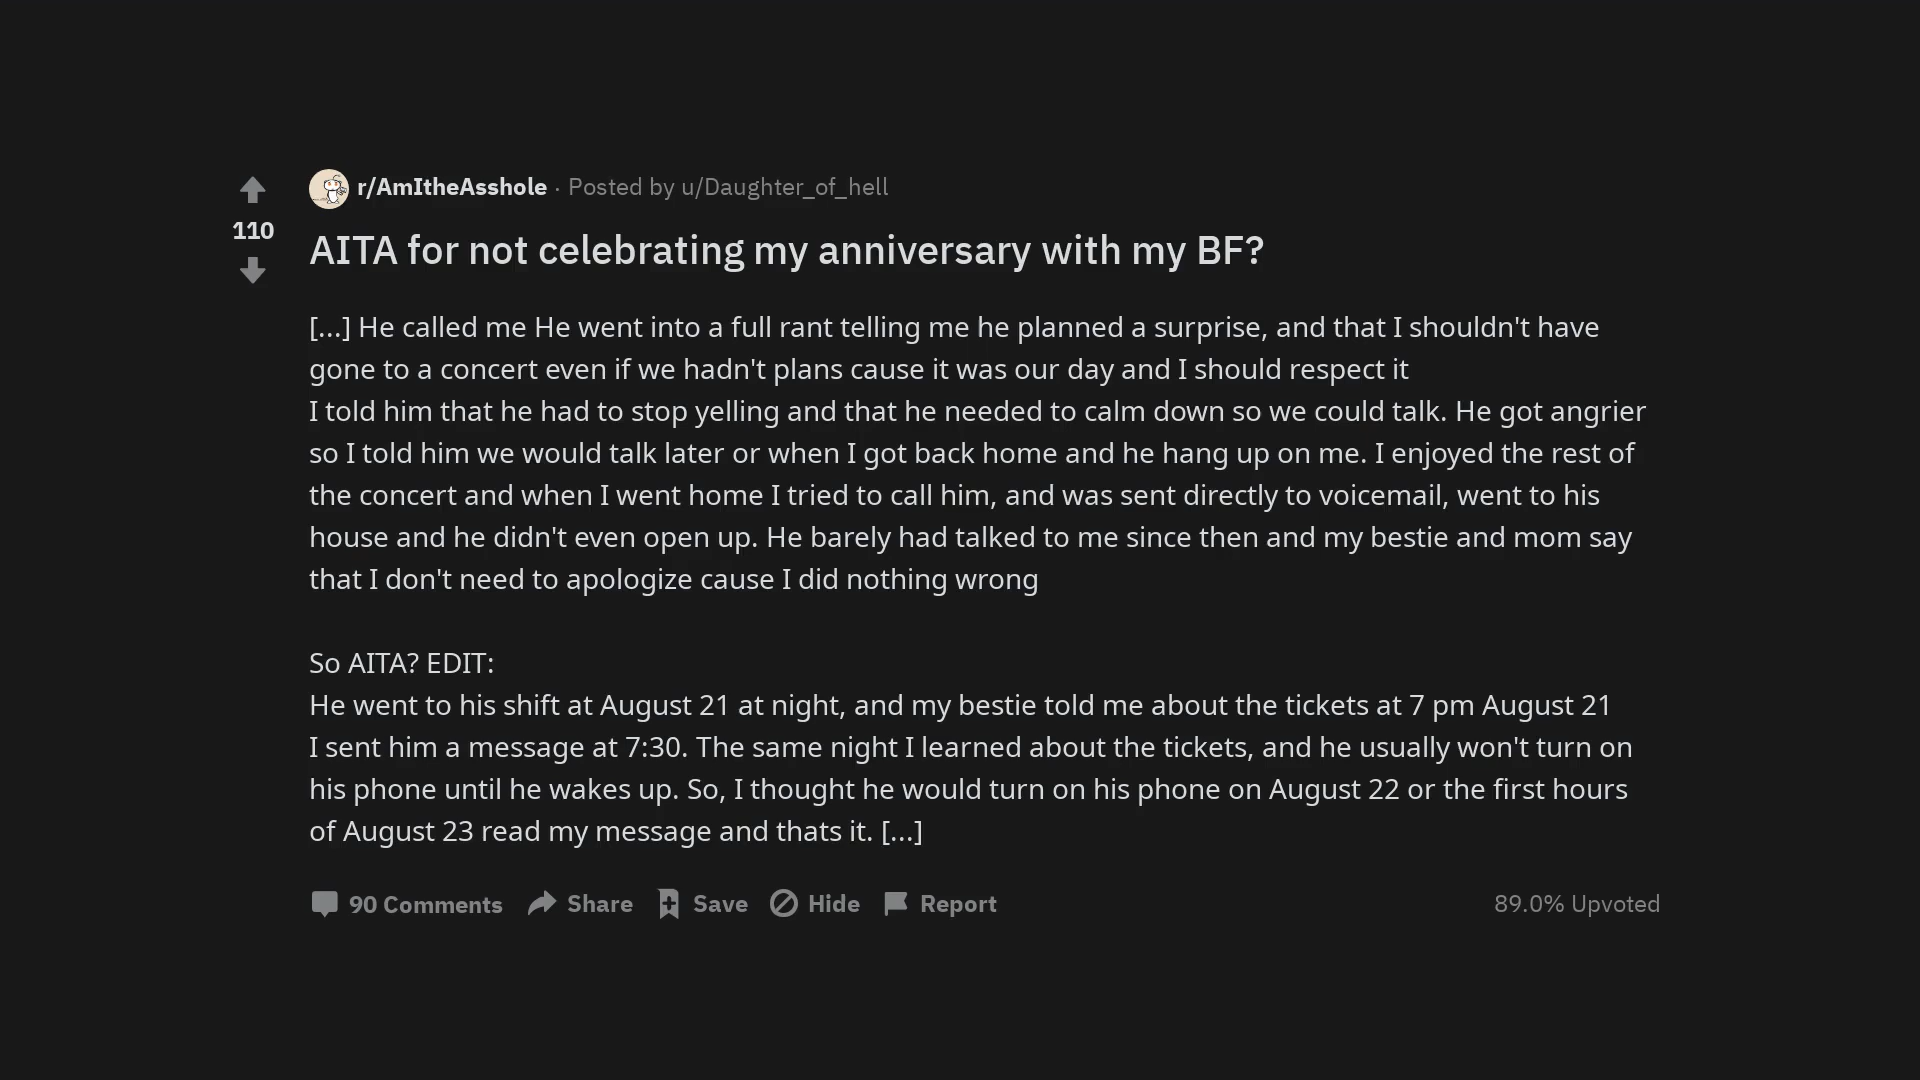 r/AmItheAsshole · Posted by u/Daughter_of_hell
110
AITA for not celebrating my anniversary with my BF?
[...] He called me He went into a full rant telling me he planned a surprise, and that I shouldn't have
gone to a concert even if we hadn't plans cause it was our day and I should respect it
I told him that he had to stop yelling and that he needed to calm down so we could talk. He got angrier
so I told him we would talk later or when I got back home and he hang up on me. I enjoyed the rest of
the concert and when I went home I tried to call him, and was sent directly to voicemail, went to his
house and he didn't even open up. He barely had talked to me since then and my bestie and mom say
that I don't need to apologize cause I did nothing wrong
So AITA? EDIT:
He went to his shift at August 21 at night, and my bestie told me about the tickets at 7 pm August 21
I sent him a message at 7:30. The same night I learned about the tickets, and he usually won't turn on
his phone until he wakes up. So, I thought he would turn on his phone on August 22 or the first hours
of August 23 read my message and thats it. [...]
90 Comments Share Save Hide Report 89.0% Upvoted